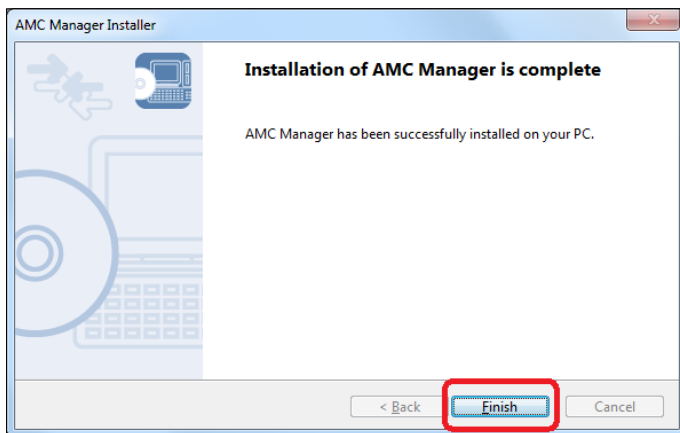 AMC Manager Installer
Installation of AMC Manager is complete
AMC Manager has been successfully installed on your PC.
< Back
Finish
Cancel